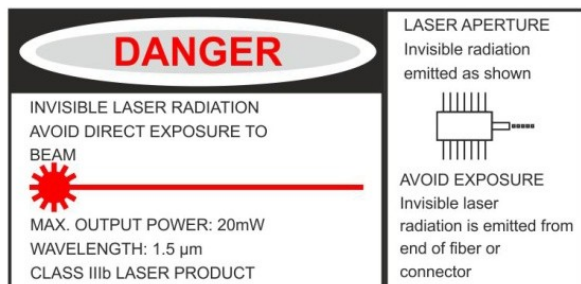 DANGER
INVISIBLE LASER RADIATION
AVOID DIRECT EXPOSURE TO
BEAM
MAX. OUTPUT POWER: 20mW
WAVELENGTH: 1.5 µm
CLASS IIIb LASER PRODUCT
LASER APERTURE
Invisible radiation
emitted as shown
AVOID EXPOSURE
Invisible laser
radiation is emitted from
end of fiber or
connector